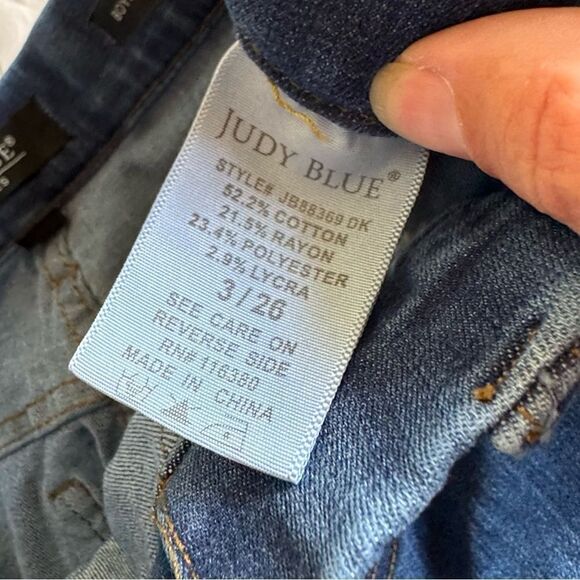 JUDY BLUE®
STYLE# JB88369 DK
52.2% COTTON
21.5% RAYON
23.4% POLYESTER
2.9% LYCRA
3 / 26
SEE CARE ON
REVERSE SIDE
RN# 116380
MADE IN CHINA